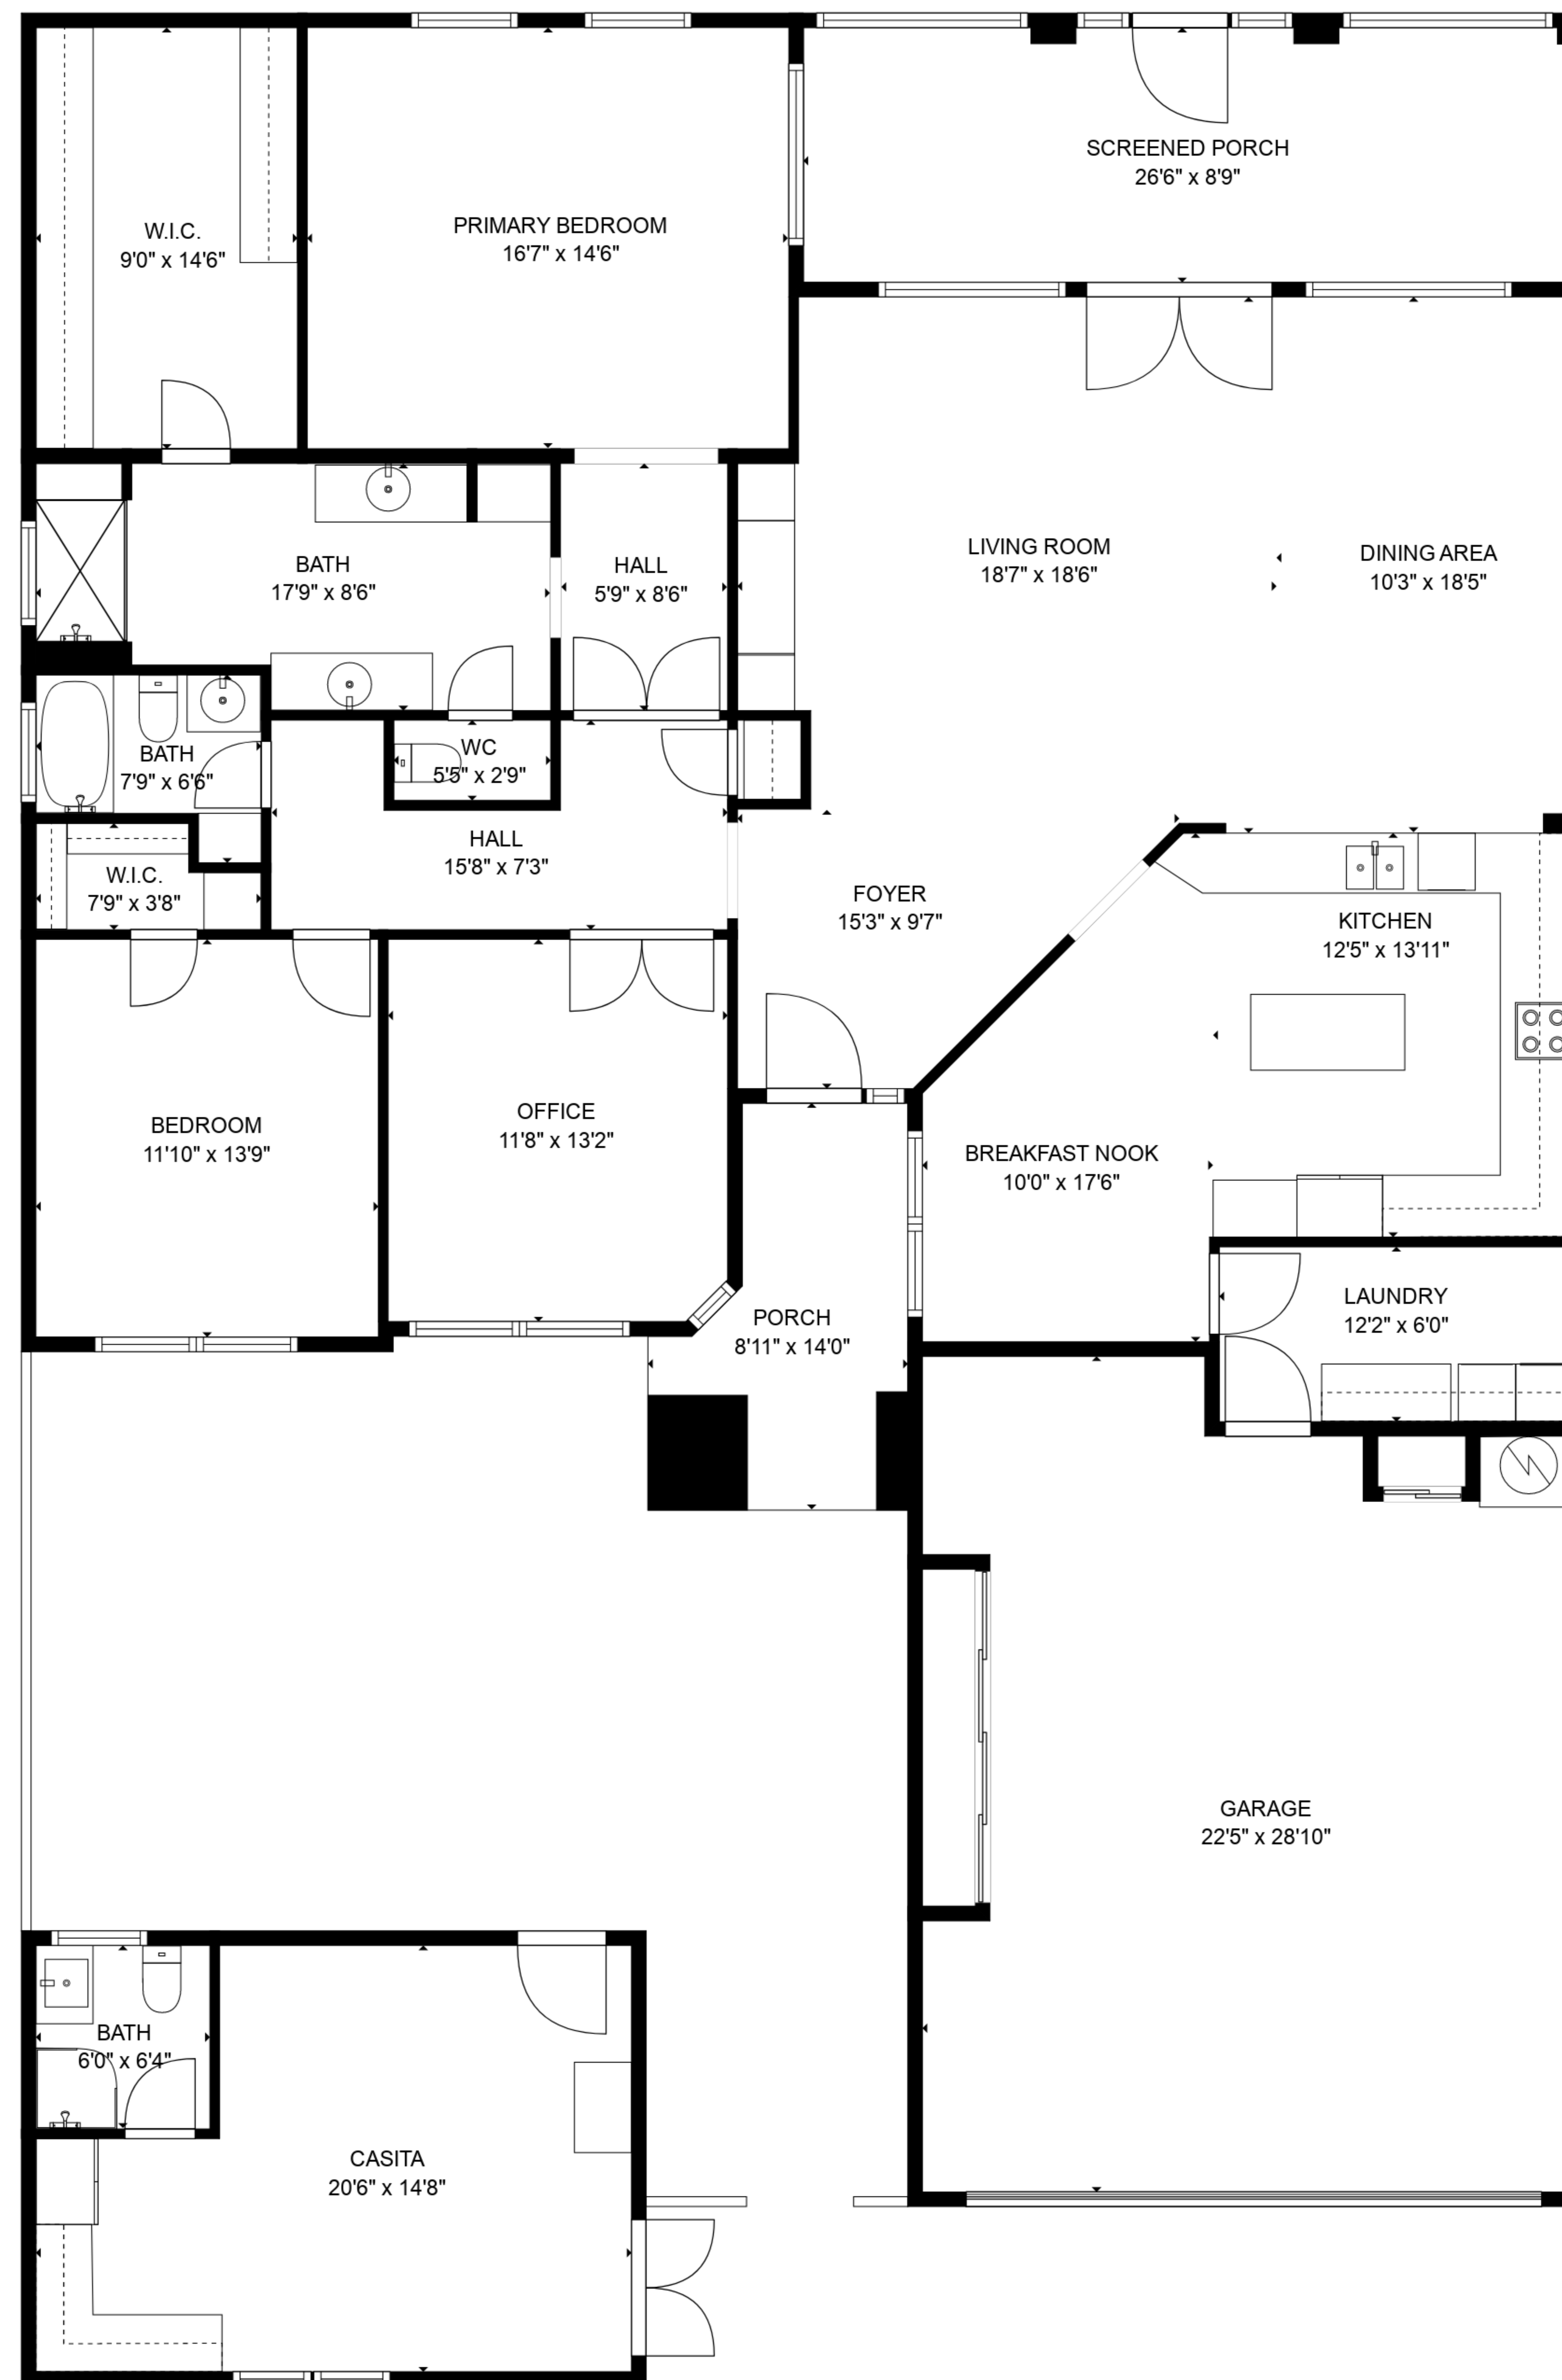 SCREENED PORCH
26'6" x 8'9"
W.I.C.
9'0" x 14'6"
PRIMARY BEDROOM
16'7" x 14'6"
BATH
17'9" x 8'6"
HALL
5'9" x 8'6"
LIVING ROOM
18'7" x 18'6"
DINING AREA
10'3" x 18'5"
BATH
7'9" x 6'6"
WC
5'5" x 2'9"
HALL
15'8" x 7'3"
W.I.C.
7'9" x 3'8"
FOYER
15'3" x 9'7"
KITCHEN
12'5" x 13'11"
BEDROOM
11'10" x 13'9"
OFFICE
11'8" x 13'2"
BREAKFAST NOOK
10'0" x 17'6"
PORCH
8'11" x 14'0"
LAUNDRY
12'2" x 6'0"
GARAGE
22'5" x 28'10"
BATH
6'0" x 6'4"
CASITA
20'6" x 14'8"